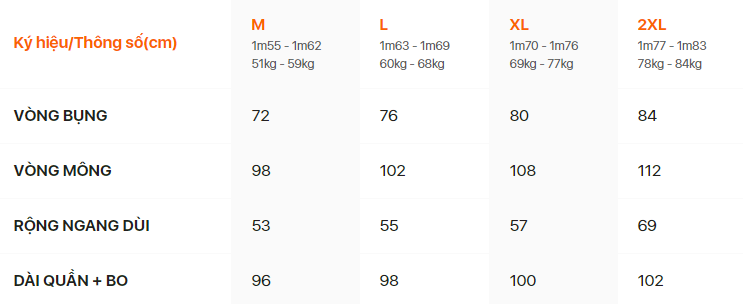 Ký hiệu/Thông số(cm)
M
1m55 - 1m62
51kg - 59kg
L
1m63 - 1m69
60kg - 68kg
XL
1m70 - 1m76
69kg - 77kg
2XL
1m77 - 1m83
78kg - 84kg
VÒNG BỤNG 72 76 80 84
VÒNG MÔNG 98 102 108 112
RỘNG NGANG DÙI 53 55 57 69
DÀI QUẦN + BO 96 98 100 102